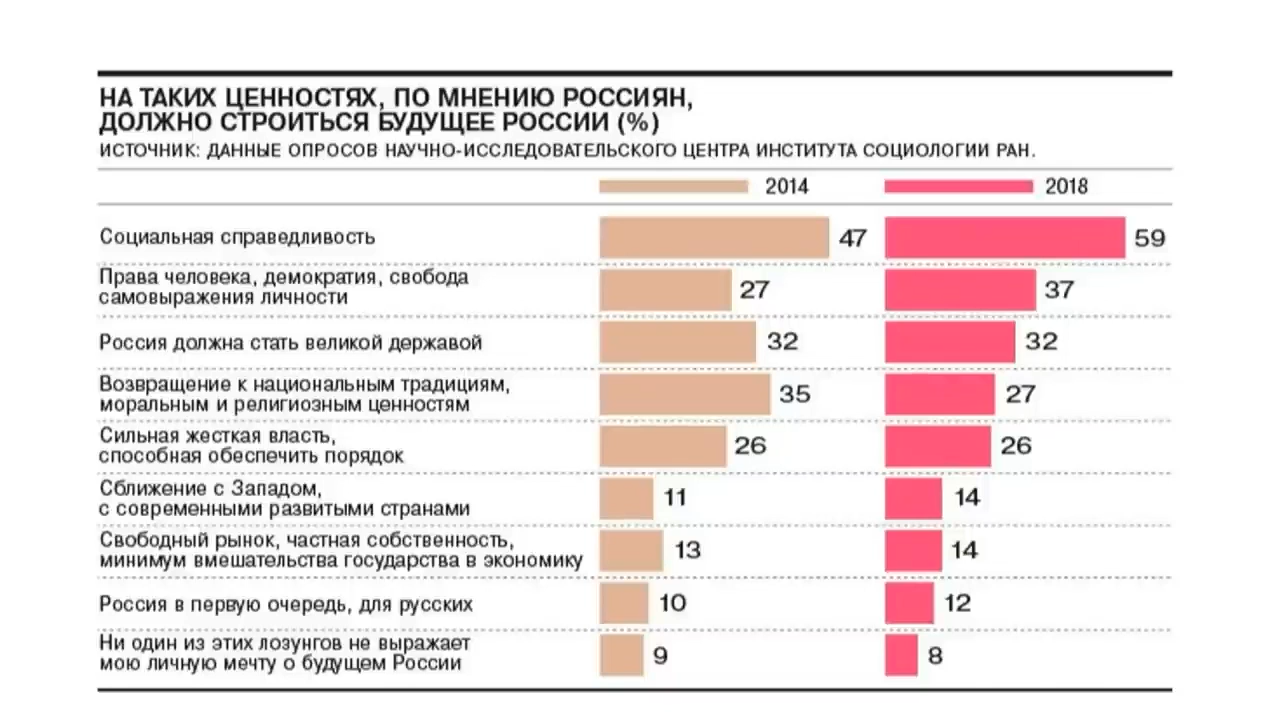 НА ТАКИХ ЦЕННОСТЯХ, ПО МНЕНИЮ РОССИЯН,
ДОЛЖНО СТРОИТЬСЯ БУДУЩЕЕ РОССИИ (%)
ИСТОЧНИК: ДАННЫЕ ОПРОСОВ НАУЧНО-ИССЛЕДОВАТЕЛЬСКОГО ЦЕНТРА ИНСТИТУТА СОЦИОЛОГИИ РАН.
2014 2018
Социальная справедливость 47 59
Права человека, демократия, свобода
самовыражения личности 27 37
Россия должна стать великой державой 32 32
Возвращение к национальным традициям,
моральным и религиозным ценностям 35 27
Сильная жесткая власть,
способная обеспечить порядок 26 26
Сближение с Западом,
с современными развитыми странами 11 14
Свободный рынок, частная собственность,
минимум вмешательства государства в экономику 13 14
Россия в первую очередь, для русских 10 12
Ни один из этих лозунгов не выражает
мою личную мечту о будущем России 9 8